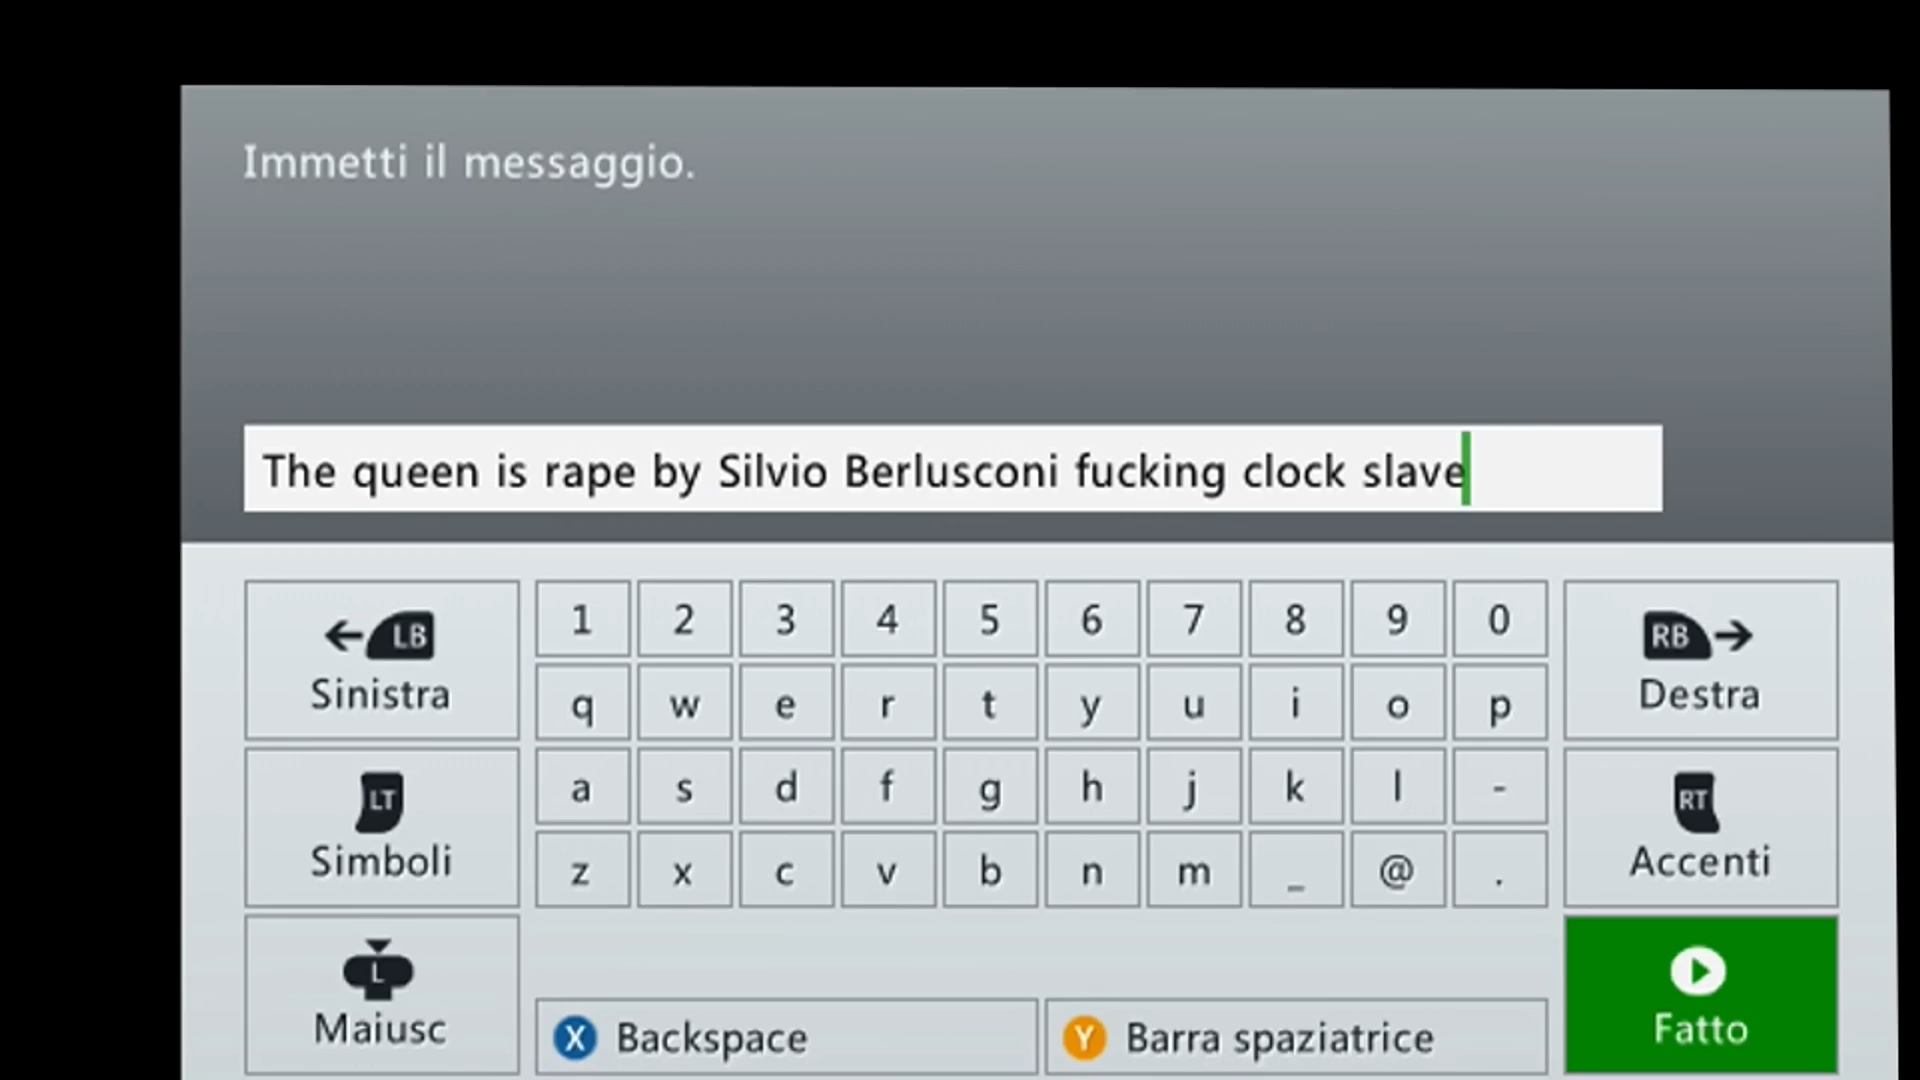 Immetti il messaggio.
The queen is rape by Silvio Berlusconi fucking clock slave
LB
Sinistra
1 2 3 4 5 6 7 8 9 0
RB
Destra
q w e r t y u i o p
LT
Simboli
a s d f g h j k l -
RT
Accenti
z x c v b n m _ @ .
L
Maiusc
X Backspace
Y Barra spaziatrice
Fatto